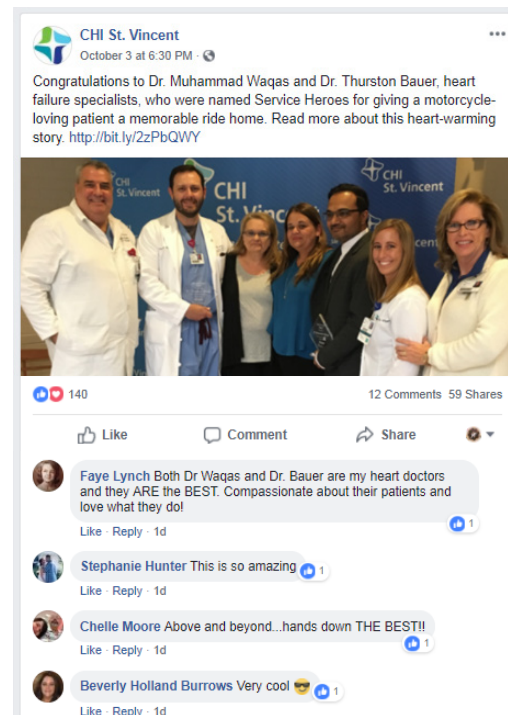 CHI St. Vincent
October 3 at 6:30 PM ·
Congratulations to Dr. Muhammad Waqas and Dr. Thurston Bauer, heart
failure specialists, who were named Service Heroes for giving a motorcycle-
loving patient a memorable ride home. Read more about this heart-warming
story. http://bit.ly/2zPbQWY
CHI
St. Vincent
CHI
St. Vincent
CHI
St. Vincent
140
12 Comments 59 Shares
Like Comment Share
Faye Lynch Both Dr Waqas and Dr. Bauer are my heart doctors
and they ARE the BEST. Compassionate about their patients and
love what they do!
1
Like · Reply · 1d
Stephanie Hunter This is so amazing
1
Like · Reply · 1d
Chelle Moore Above and beyond...hands down THE BEST!!
1
Like · Reply · 1d
Beverly Holland Burrows Very cool 😎
1
Like · Reply · 1d